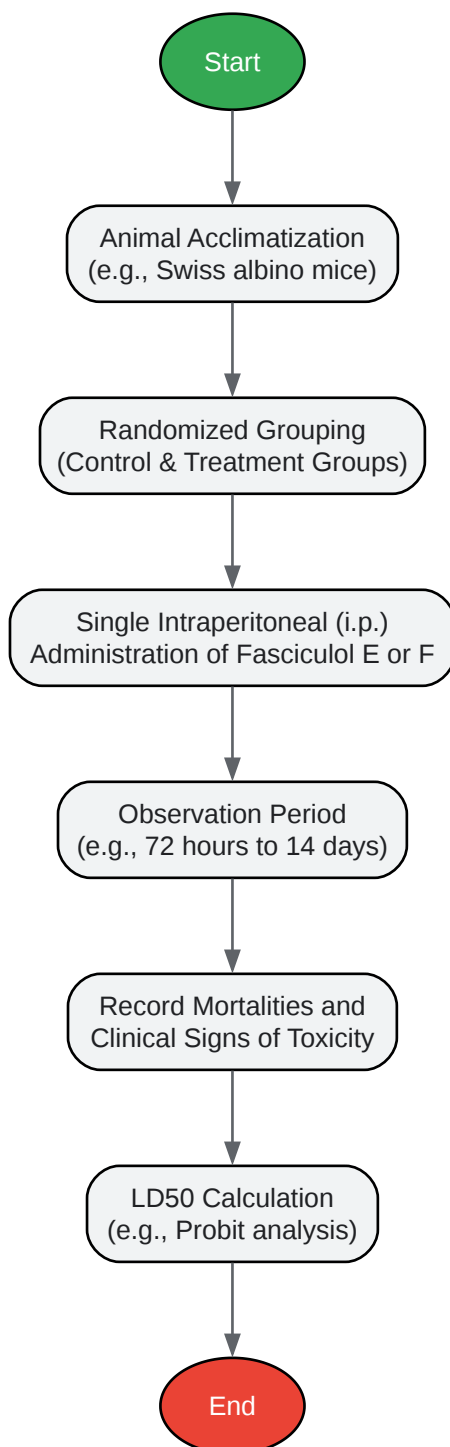 Start
Animal Acclimatization
(e.g., Swiss albino mice)
Randomized Grouping
(Control & Treatment Groups)
Single Intraperitoneal (i.p.)
Administration of Fasciculol E or F
Observation Period
(e.g., 72 hours to 14 days)
Record Mortalities and
Clinical Signs of Toxicity
LD50 Calculation
(e.g., Probit analysis)
End